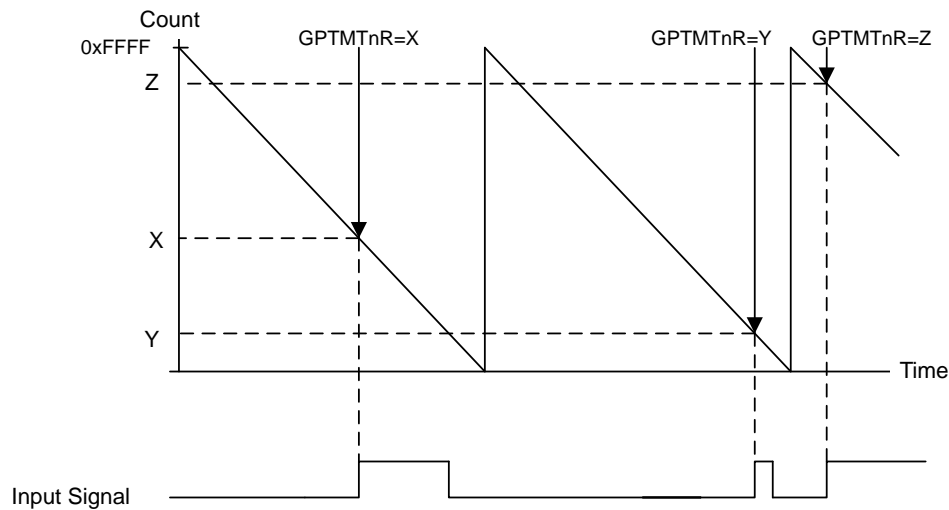 Count
0xFFFF
GPTMTnR=X
GPTMTnR=Y
GPTMTnR=Z
Z
X
Y
Time
Input Signal